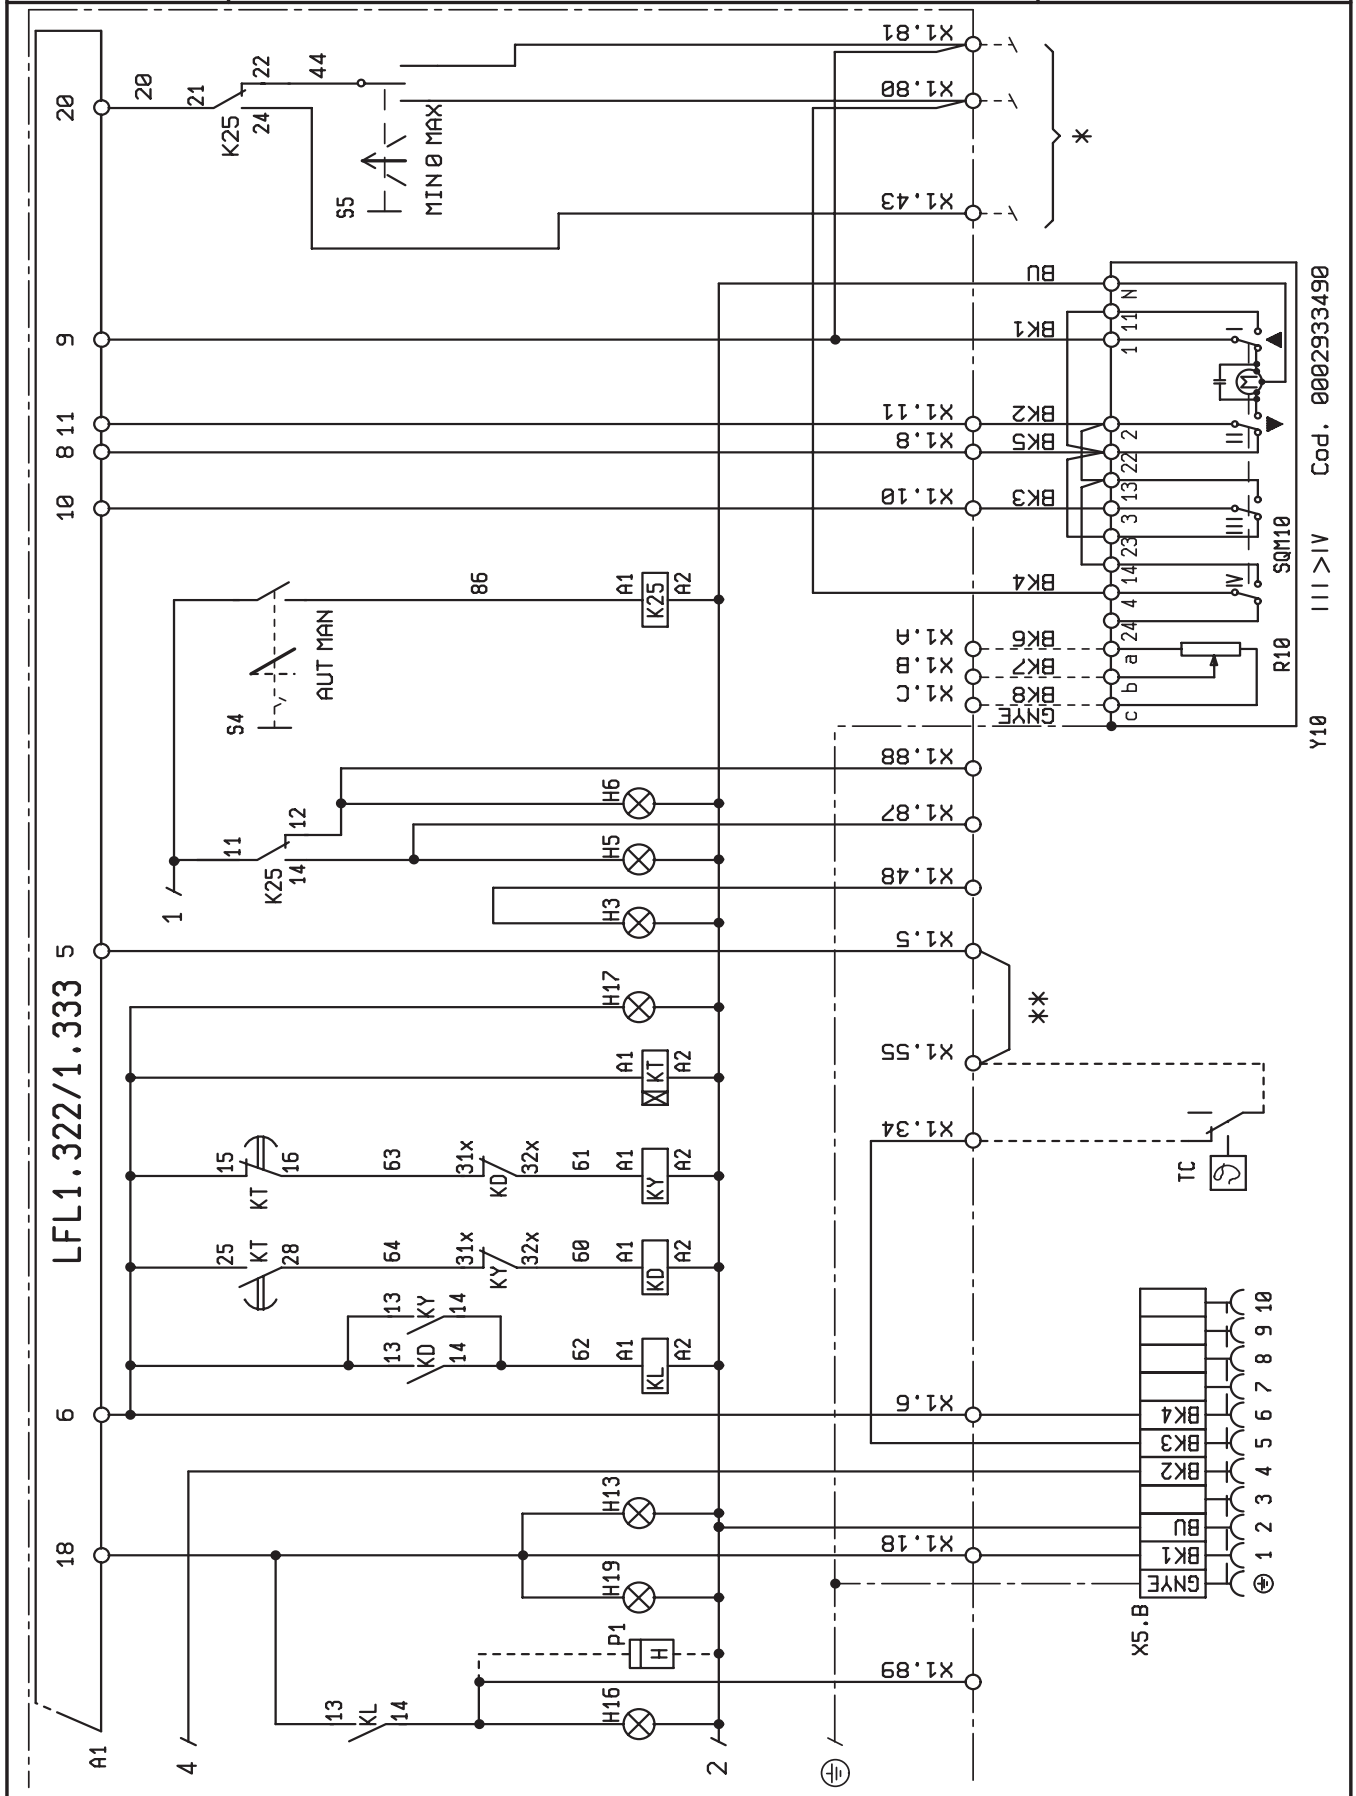 LFL1.322/1.333
A1
20
9
11
8
10
5
6
18
20
21
K25
22
24
44
S5
MIN 0 MAX
X1.81
X1.80
X1.43
*
BU
BK1
X1.11
BK2
X1.8
BK5
X1.10
BK3
BK4
X1.A
BK6
X1.B
BK7
X1.C
BK8
GNYE
N
11
1
2
22
13
3
23
14
4
24
a
b
c
I
II
III
IV
M
SQM10
R10
Y10
III>IV
Cod. 0002933490
S4
AUT MAN
86
A1
K25
A2
1
11
K25
12
14
H6
X1.88
X1.87
H5
X1.48
H3
X1.5
H17
X1.55
**
A1
KT
A2
X1.34
TC
15
KT
16
63
31x
KD
32x
61
A1
KY
A2
25
KT
28
64
31x
KY
32x
60
A1
KD
A2
13
KY
14
13
KD
14
62
A1
KL
A2
X1.6
4
H13
X1.18
H19
P1
H
X1.89
13
KL
14
H16
2
X5.B
GNYE
BK1
BU
BK2
BK3
BK4
1
2
3
4
5
6
7
8
9
10